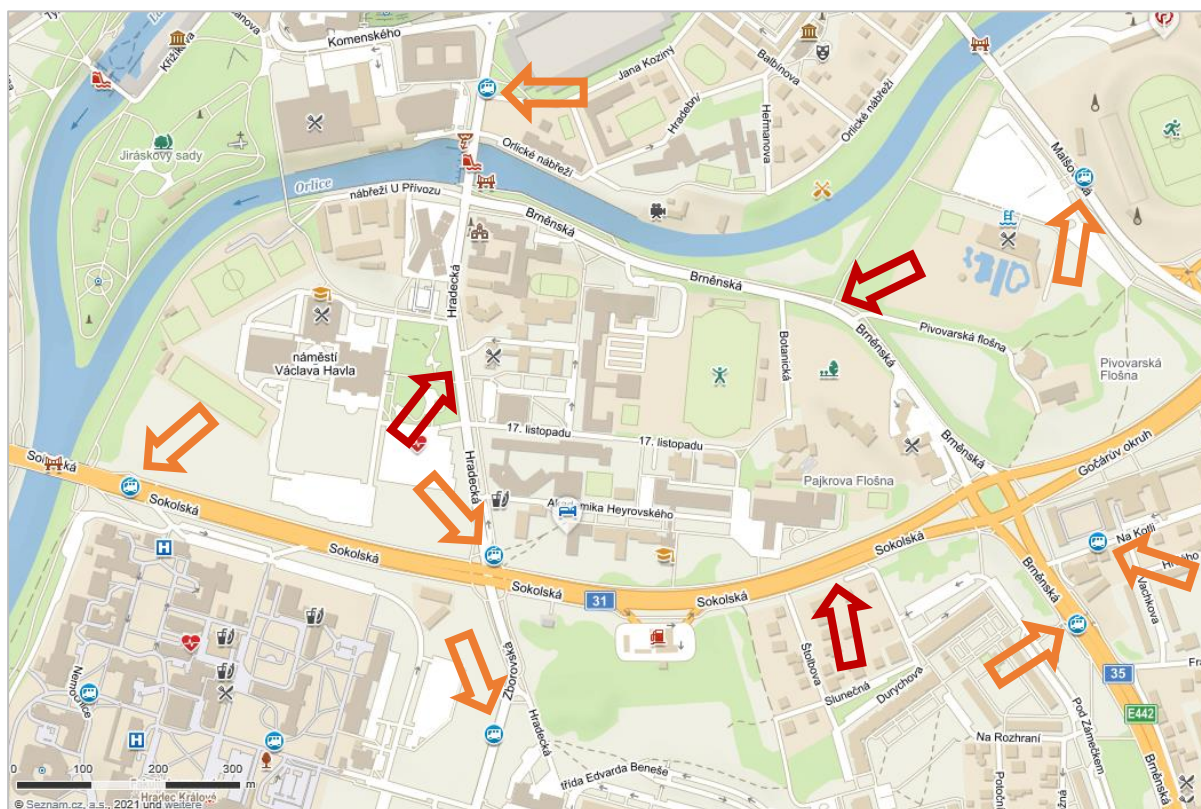 Křižíkova
Komenského
Jana Koziny
Balbínova
Hradební
Heřmanova
Orlické nábřeží
Orlické nábřeží
Jiráskovy sady
Orlice
nábřeží U Přívozu
Brněnská
Hradecká
Brněnská
Brněnská
Pivovarská flošna
Pivovarská
Flošna
Botanická
náměstí
Václava Havla
17. listopadu
17. listopadu
Hradecká
Brněnská
Gočárův okruh
Pajkrova Flošna
Akademika Heyrovského
Sokolská
Sokolská
Sokolská
Sokolská
Sokolská
31
Na Kotli
Vachkova
Brněnská
Štolbova
Slunečná
Durychova
35
E442
Zborovská
Hradecká
Na Rozhraní
Pod Zámečkem
Brněnská
třída Edvarda Beneše
Nemocnice
H
H
0 100 200 300
m
Hradec Králové
© Seznam.cz, a.s., 2021 und weitere